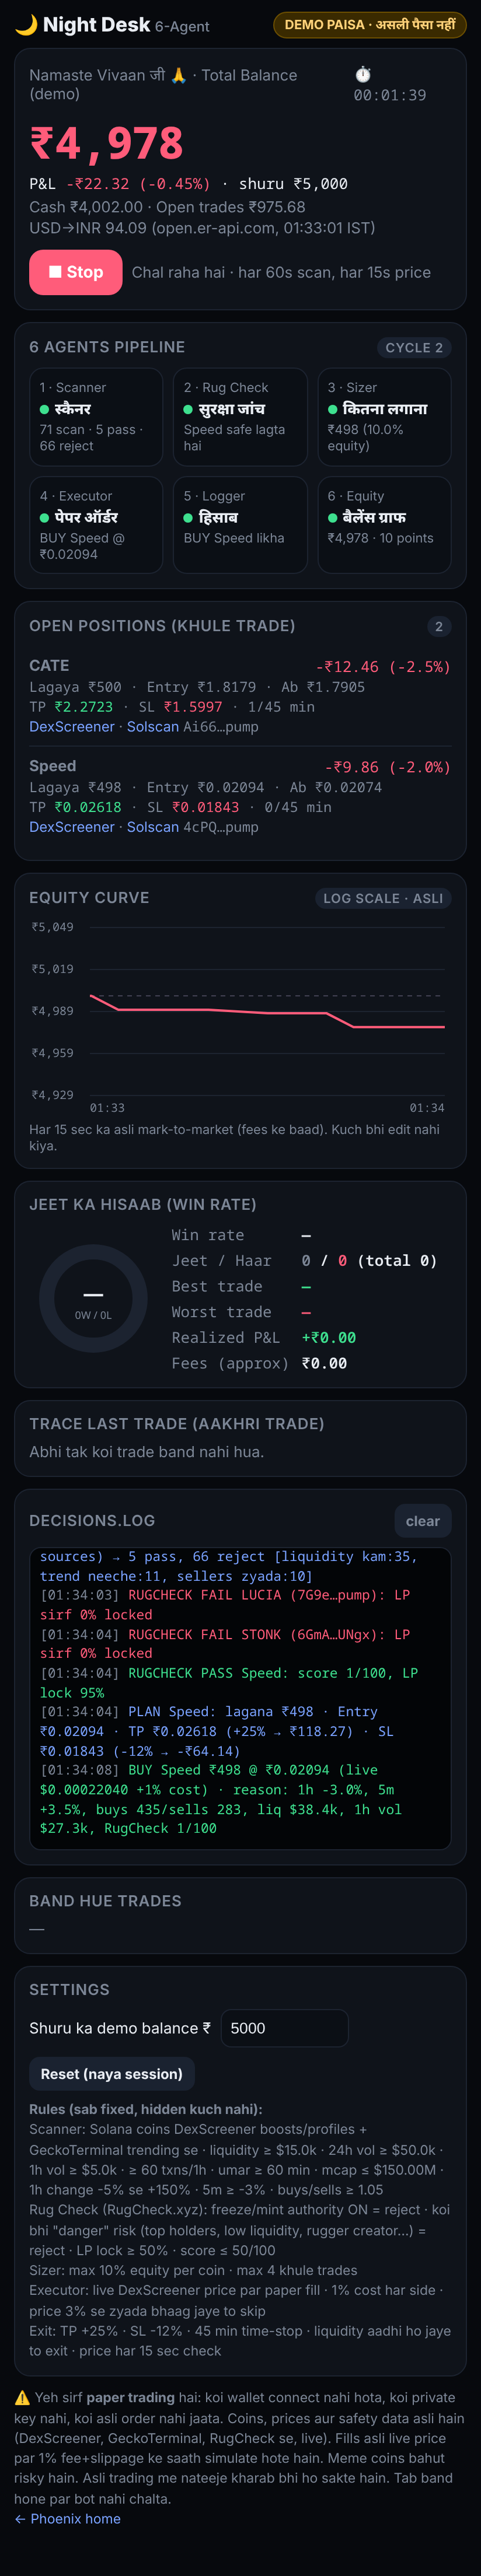 🌙 Night Desk 6-Agent
DEMO PAISA · असली पैसा नहीं
Namaste Vivaan जी 🙏 · Total Balance
(demo)
⏱
00:01:39
₹4,978
P&L -₹22.32 (-0.45%) · shuru ₹5,000
Cash ₹4,002.00 · Open trades ₹975.68
USD→INR 94.09 (open.er-api.com, 01:33:01 IST)
■ Stop
Chal raha hai · har 60s scan, har 15s price
6 AGENTS PIPELINE
CYCLE 2
1 · Scanner
स्कैनर
71 scan · 5 pass ·
66 reject
2 · Rug Check
सुरक्षा जांच
Speed safe lagta
hai
3 · Sizer
कितना लगाना
₹498 (10.0%
equity)
4 · Executor
पेपर ऑर्डर
BUY Speed @
₹0.02094
5 · Logger
हिसाब
BUY Speed likha
6 · Equity
बैलेंस ग्राफ
₹4,978 · 10 points
OPEN POSITIONS (KHULE TRADE)
2
CATE
-₹12.46 (-2.5%)
Lagaya ₹500 · Entry ₹1.8179 · Ab ₹1.7905
TP ₹2.2723 · SL ₹1.5997 · 1/45 min
DexScreener · Solscan Ai66…pump
Speed
-₹9.86 (-2.0%)
Lagaya ₹498 · Entry ₹0.02094 · Ab ₹0.02074
TP ₹0.02618 · SL ₹0.01843 · 0/45 min
DexScreener · Solscan 4cPQ…pump
EQUITY CURVE
LOG SCALE · ASLI
₹5,049
₹5,019
₹4,989
₹4,959
₹4,929
01:33
01:34
Har 15 sec ka asli mark-to-market (fees ke baad). Kuch bhi edit nahi
kiya.
JEET KA HISAAB (WIN RATE)
—
0W / 0L
Win rate —
Jeet / Haar 0 / 0 (total 0)
Best trade —
Worst trade —
Realized P&L +₹0.00
Fees (approx) ₹0.00
TRACE LAST TRADE (AAKHRI TRADE)
Abhi tak koi trade band nahi hua.
DECISIONS.LOG
clear
sources) → 5 pass, 66 reject [liquidity kam:35,
trend neeche:11, sellers zyada:10]
[01:34:03] RUGCHECK FAIL LUCIA (7G9e…pump): LP
sirf 0% locked
[01:34:04] RUGCHECK FAIL STONK (6GmA…UNgx): LP
sirf 0% locked
[01:34:04] RUGCHECK PASS Speed: score 1/100, LP
lock 95%
[01:34:04] PLAN Speed: lagana ₹498 · Entry
₹0.02094 · TP ₹0.02618 (+25% → ₹118.27) · SL
₹0.01843 (-12% → -₹64.14)
[01:34:08] BUY Speed ₹498 @ ₹0.02094 (live
$0.00022040 +1% cost) · reason: 1h -3.0%, 5m
+3.5%, buys 435/sells 283, liq $38.4k, 1h vol
$27.3k, RugCheck 1/100
BAND HUE TRADES
—
SETTINGS
Shuru ka demo balance ₹ 5000
Reset (naya session)
Rules (sab fixed, hidden kuch nahi):
Scanner: Solana coins DexScreener boosts/profiles +
GeckoTerminal trending se · liquidity ≥ $15.0k · 24h vol ≥ $50.0k ·
1h vol ≥ $5.0k · ≥ 60 txns/1h · umar ≥ 60 min · mcap ≤ $150.00M ·
1h change -5% se +150% · 5m ≥ -3% · buys/sells ≥ 1.05
Rug Check (RugCheck.xyz): freeze/mint authority ON = reject · koi
bhi "danger" risk (top holders, low liquidity, rugger creator...) =
reject · LP lock ≥ 50% · score ≤ 50/100
Sizer: max 10% equity per coin · max 4 khule trades
Executor: live DexScreener price par paper fill · 1% cost har side ·
price 3% se zyada bhaag jaye to skip
Exit: TP +25% · SL -12% · 45 min time-stop · liquidity aadhi ho jaye
to exit · price har 15 sec check
⚠️ Yeh sirf paper trading hai: koi wallet connect nahi hota, koi private
key nahi, koi asli order nahi jaata. Coins, prices aur safety data asli hain
(DexScreener, GeckoTerminal, RugCheck se, live). Fills asli live price
par 1% fee+slippage ke saath simulate hote hain. Meme coins bahut
risky hain. Asli trading me nateeje kharab bhi ho sakte hain. Tab band
hone par bot nahi chalta.
← Phoenix home